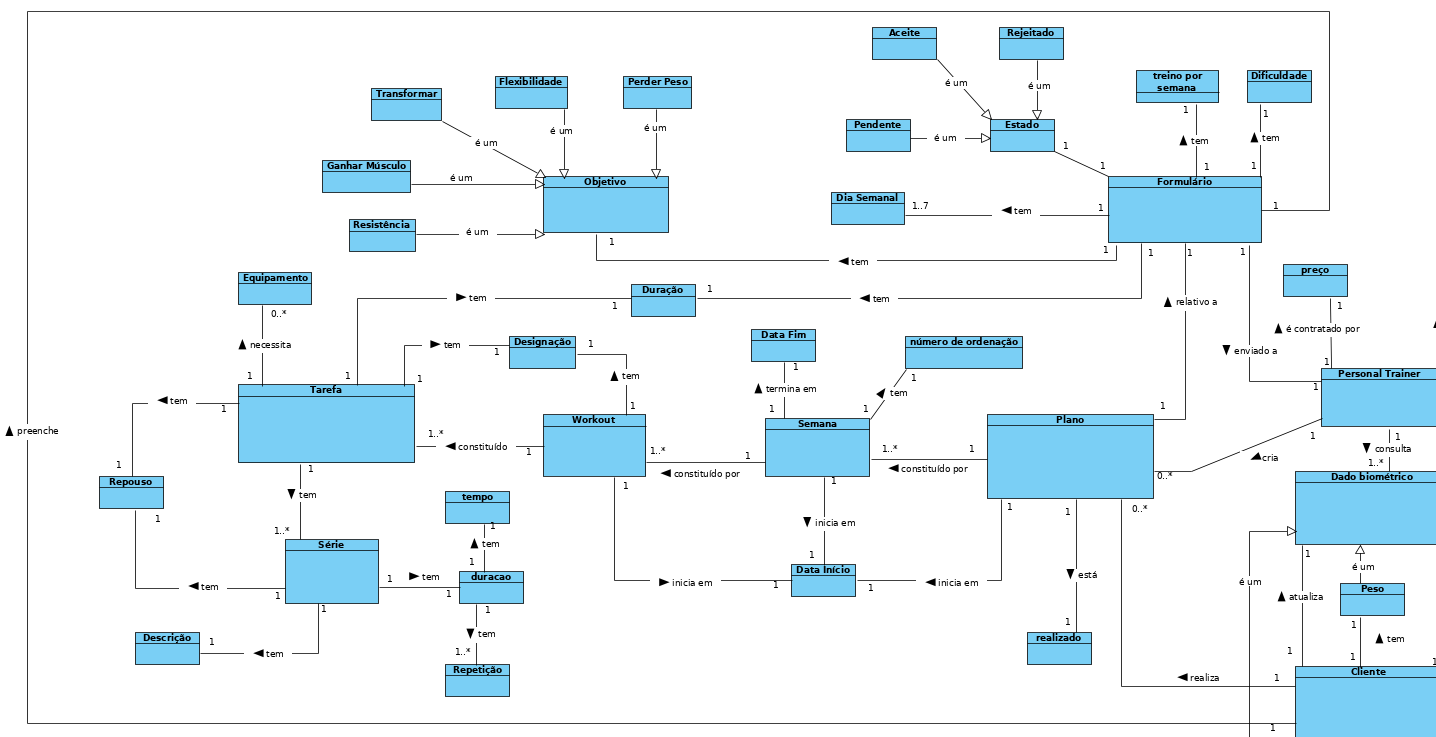 Aceite
Rejeitado
treino por
semana
Dificuldade
Flexibilidade
Perder Peso
Transformar
é um
é um
1
1
Pendente
é um
Estado
tem
tem
é um
é um
é um
1
1
1
1
Ganhar Músculo
é um
Objetivo
Formulário
Dia Semanal
1..7
tem
1
1
Resistência
é um
1
1
1
1
1
tem
Equipamento
preço
Duração
1
tem
1
tem
relativo a
1
0..*
é contratado por
Data Fim
número de ordenação
necessita
tem
Designação
1
1
enviado a
1
1
1
1
1
tem
1
1
Personal Trainer
termina em
tem
1
Tarefa
tem
1
1
1
1
1
Workout
Semana
Plano
preenche
1..*
constituído
1
1..*
constituído por
1
1..*
constituído por
1
1
1
consulta
cria
1..*
0..*
1
1
Repouso
tem
1
1
Dado biométrico
tempo
1
1
1
0..*
1
inicia em
1..*
1
Série
tem
1
1
1
é um
está
tem
1
1
duracao
Data Início
inicia em
1
1
inicia em
1
é um
Peso
tem
1
1
atualiza
1
1
Descrição
1
tem
tem
1..*
1
realizado
1
tem
1
1
1
Repetição
Cliente
realiza
1
1